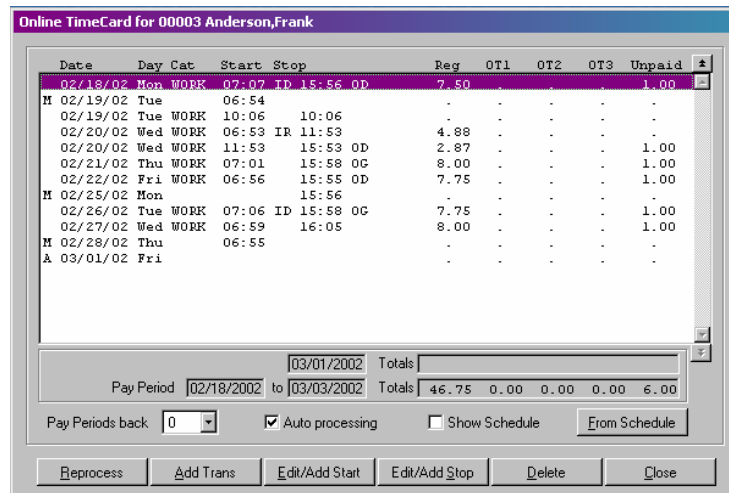 Online TimeCard for 00003 Anderson,Frank
Date Day Cat Start Stop Reg OT1 OT2 OT3 Unpaid
02/18/02 Mon WORK 07:07 ID 15:56 OD 7.50 . . . 1.00
M 02/19/02 Tue 06:54 . . . . .
02/19/02 Tue WORK 10:06 10:06 . . . . .
02/20/02 Wed WORK 06:53 IR 11:53 4.88 . . . .
02/20/02 Wed WORK 11:53 15:53 OD 2.87 . . . 1.00
02/21/02 Thu WORK 07:01 15:58 OG 8.00 . . . 1.00
02/22/02 Fri WORK 06:56 15:55 OD 7.75 . . . 1.00
M 02/25/02 Mon 15:56 . . . . .
02/26/02 Tue WORK 07:06 ID 15:58 OG 7.75 . . . 1.00
02/27/02 Wed WORK 06:59 16:05 8.00 . . . 1.00
M 02/28/02 Thu 06:55 . . . . .
A 03/01/02 Fri . . . . .
03/01/2002 Totals
Pay Period 02/18/2002 to 03/03/2002 Totals 46.75 0.00 0.00 0.00 6.00
Pay Periods back 0 Auto processing Show Schedule From Schedule
Reprocess Add Trans Edit/Add Start Edit/Add Stop Delete Close